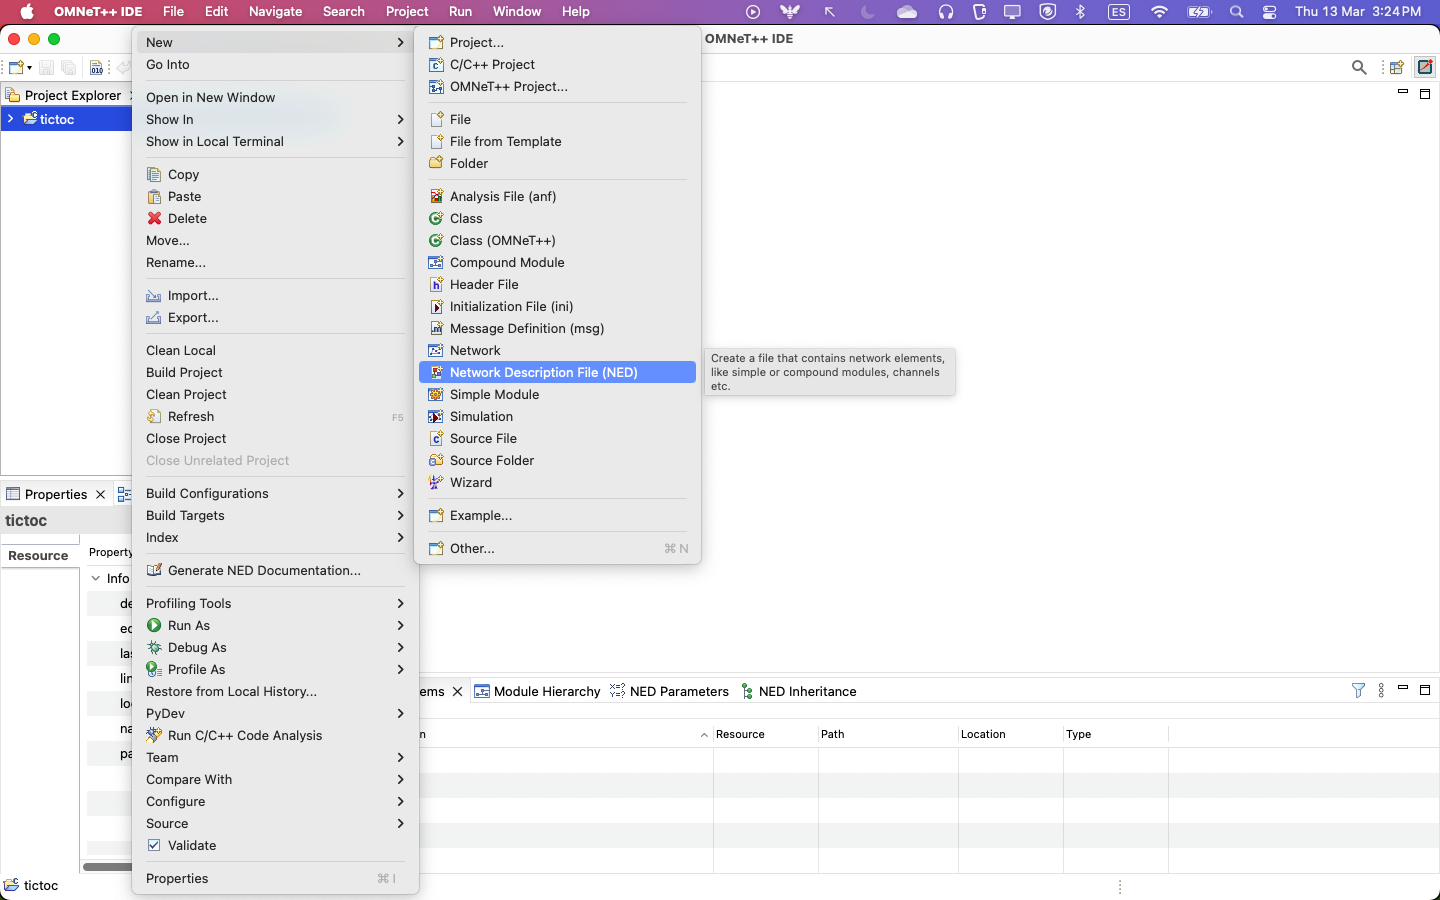 OMNeT++ IDE File Edit Navigate Search Project Run Window Help ES Thu 13 Mar 3:24 PM
OMNeT++ IDE
010
Project Explorer
tictoc
Properties
tictoc
Resource
Property
Info
New
Go Into
Open in New Window
Show In
Show in Local Terminal
Copy
Paste
Delete
Move...
Rename...
Import...
Export...
Clean Local
Build Project
Clean Project
Refresh F5
Close Project
Close Unrelated Project
Build Configurations
Build Targets
Index
Generate NED Documentation...
Profiling Tools
Run As
Debug As
Profile As
Restore from Local History...
PyDev
Run C/C++ Code Analysis
Team
Compare With
Configure
Source
Validate
Properties ⌘ I
Project...
C/C++ Project
OMNeT++ Project...
File
File from Template
Folder
Analysis File (anf)
Class
Class (OMNeT++)
Compound Module
Header File
Initialization File (ini)
Message Definition (msg)
Network
Network Description File (NED)
Simple Module
Simulation
Source File
Source Folder
Wizard
Example...
Other... ⌘ N
Create a file that contains network elements,
like simple or compound modules, channels
etc.
ems Module Hierarchy NED Parameters NED Inheritance
n Resource Path Location Type
tictoc